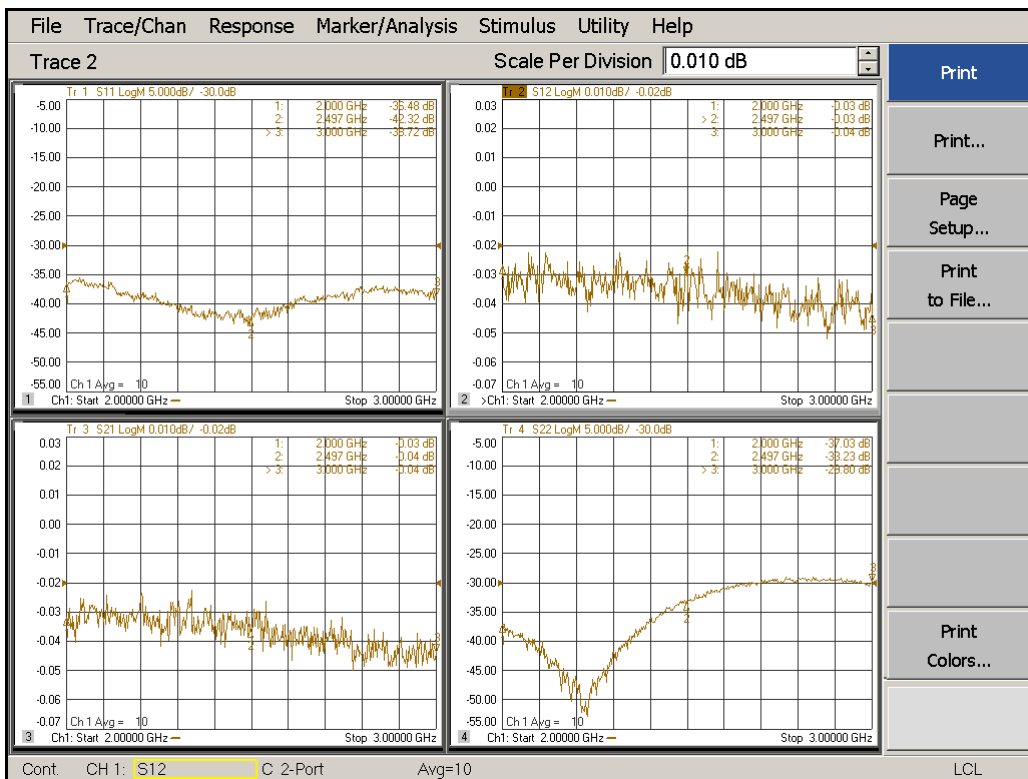 File Trace/Chan Response Marker/Analysis Stimulus Utility Help
Trace 2
Scale Per Division 0.010 dB
Tr 1 S11 LogM 5.000dB/ -30.0dB
1: 2.000 GHz -36.48 dB
2: 2.497 GHz -42.32 dB
> 3: 3.000 GHz -38.72 dB
-5.00
-10.00
-15.00
-20.00
-25.00
-30.00
-35.00
-40.00
-45.00
-50.00
-55.00
3
1
2
Ch 1 Avg = 10
1 Ch1: Start 2.00000 GHz
Stop 3.00000 GHz
Tr 2 S12 LogM 0.010dB/ -0.02dB
1: 2.000 GHz -0.03 dB
> 2: 2.497 GHz -0.03 dB
3: 3.000 GHz -0.04 dB
0.03
0.02
0.01
0.00
-0.01
-0.02
-0.03
-0.04
-0.05
-0.06
-0.07
2
3
Ch 1 Avg = 10
2 >Ch1: Start 2.00000 GHz
Stop 3.00000 GHz
Tr 3 S21 LogM 0.010dB/ -0.02dB
1: 2.000 GHz -0.03 dB
2: 2.497 GHz -0.04 dB
> 3: 3.000 GHz -0.04 dB
0.03
0.02
0.01
0.00
-0.01
-0.02
-0.03
-0.04
-0.05
-0.06
-0.07
3
2
Ch 1 Avg = 10
3 Ch1: Start 2.00000 GHz
Stop 3.00000 GHz
Tr 4 S22 LogM 5.000dB/ -30.0dB
1: 2.000 GHz -37.03 dB
2: 2.497 GHz -33.23 dB
> 3: 3.000 GHz -29.80 dB
-5.00
-10.00
-15.00
-20.00
-25.00
-30.00
-35.00
-40.00
-45.00
-50.00
-55.00
3
2
Ch 1 Avg = 10
4 Ch1: Start 2.00000 GHz
Stop 3.00000 GHz
Print
Print...
Page
Setup...
Print
to File...
Print
Colors...
Cont. CH 1: S12 C 2-Port Avg=10 LCL